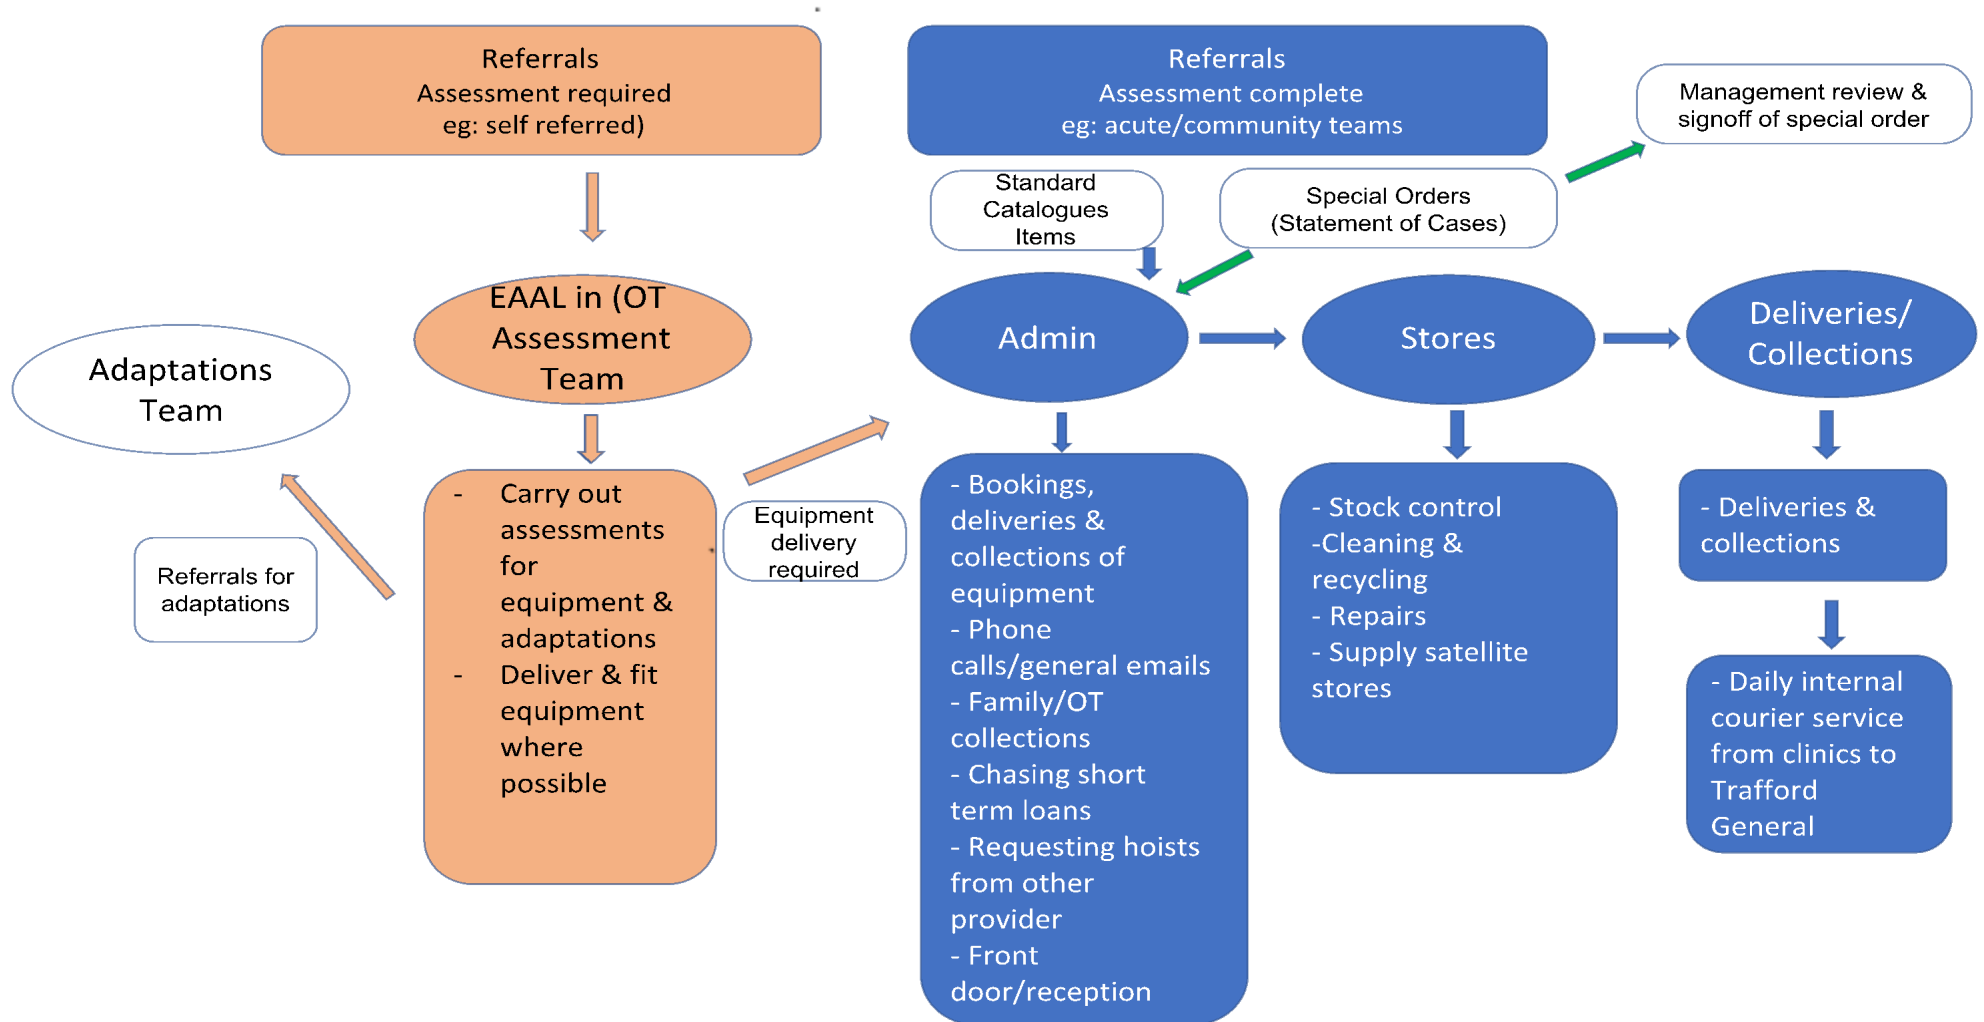 Referrals
Assessment required
eg: self referred)
Referrals
Assessment complete
eg: acute/community teams
Management review &
signoff of special order
Standard
Catalogues
Items
Special Orders
(Statement of Cases)
Adaptations
Team
EAAL in (OT
Assessment
Team
Admin
Stores
Deliveries/
Collections
Referrals for
adaptations
- Carry out
assessments
for
equipment &
adaptations
- Deliver & fit
equipment
where
possible
Equipment
delivery
required
- Bookings,
deliveries &
collections of
equipment
- Phone
calls/general emails
- Family/OT
collections
- Chasing short
term loans
- Requesting hoists
from other
provider
- Front
door/reception
- Stock control
-Cleaning &
recycling
- Repairs
- Supply satellite
stores
- Deliveries &
collections
- Daily internal
courier service
from clinics to
Trafford
General